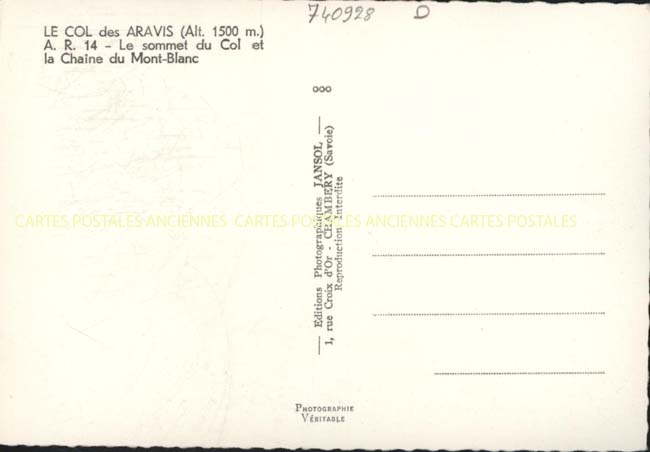 740928 D
LE COL des ARAVIS (Alt. 1500 m.)
A. R. 14 - Le sommet du Col et
la Chaîne du Mont-Blanc
ooo
— Editions Photographiques JANSOL —
1, rue Croix d'Or - CHAMBERY (Savoie)
Reproduction Interdite
CARTES POSTALES ANCIENNES CARTES POSTALES ANCIENNES CARTES POSTALES
PHOTOGRAPHIE
VÉRITABLE